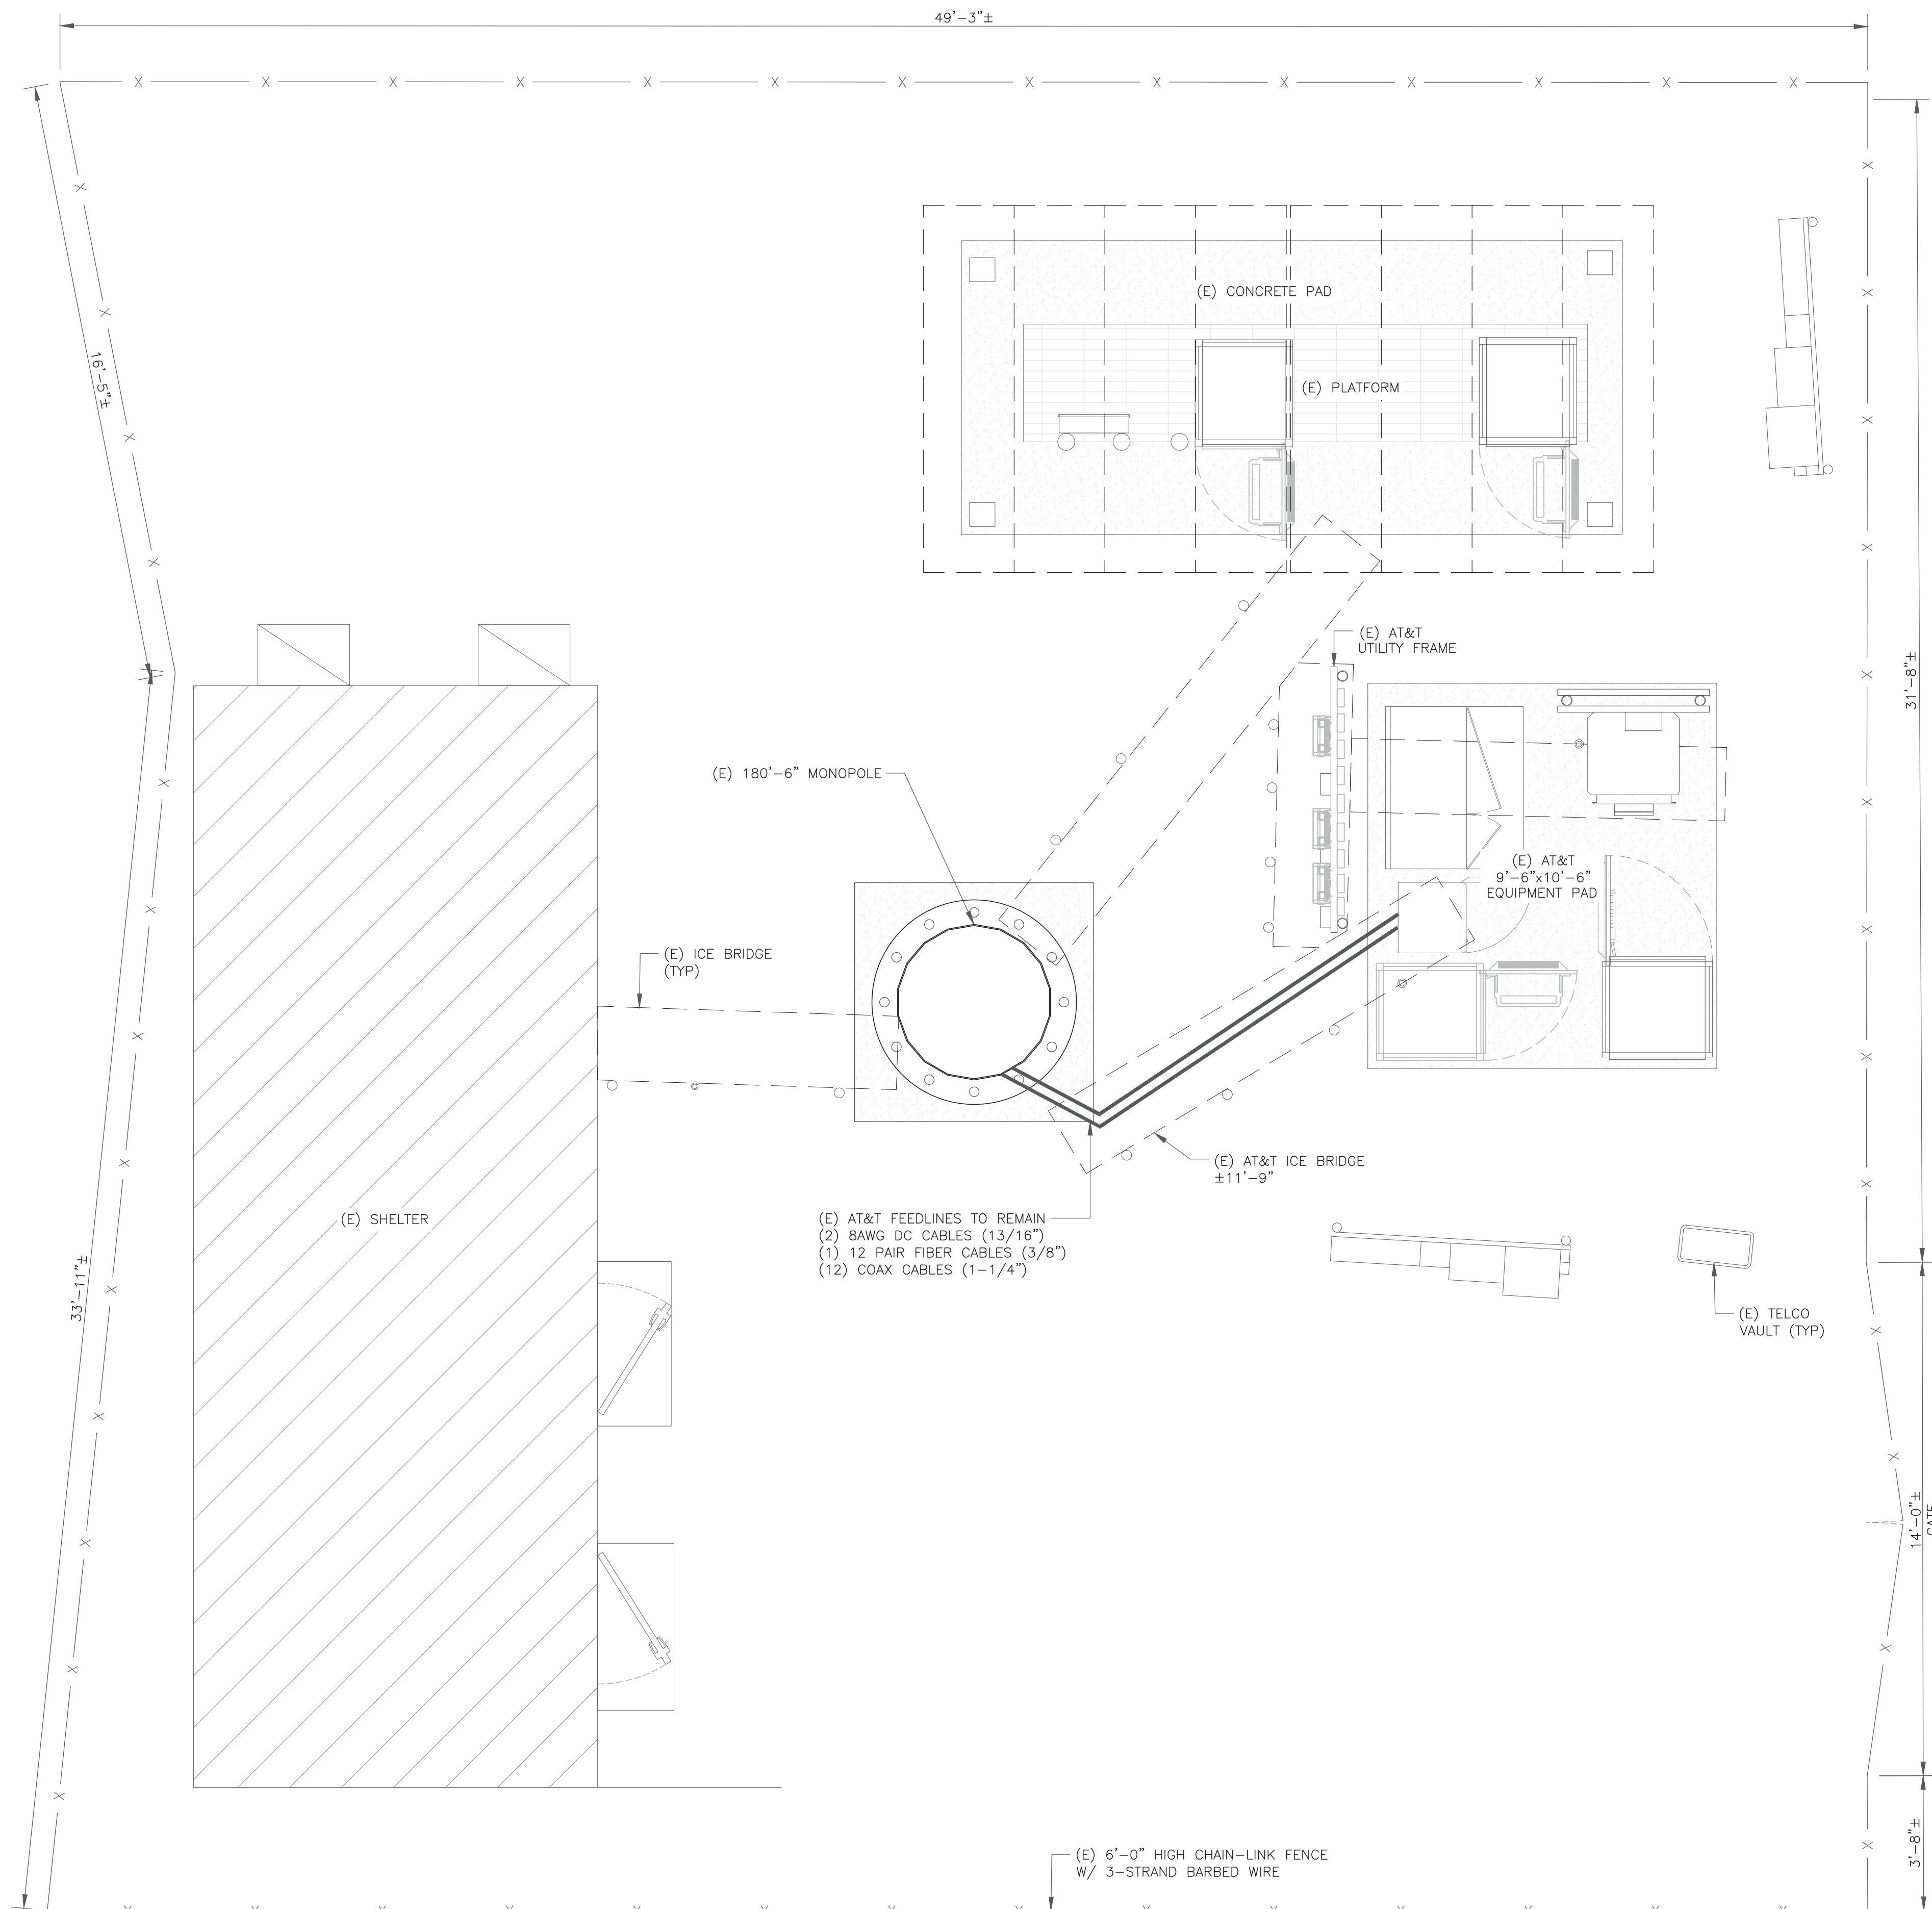 49'-3"±
(E) CONCRETE PAD
16'-5"±
(E) PLATFORM
(E) AT&T
UTILITY FRAME
31'-8"±
(E) 180'-6" MONOPOLE
(E) AT&T
9'-6"x10'-6"
EQUIPMENT PAD
(E) ICE BRIDGE
(TYP)
(E) AT&T ICE BRIDGE
±11'-9"
(E) SHELTER
(E) AT&T FEEDLINES TO REMAIN
(2) 8AWG DC CABLES (13/16")
(1) 12 PAIR FIBER CABLES (3/8")
(12) COAX CABLES (1-1/4")
33'-11"±
(E) TELCO
VAULT (TYP)
14'-0"±
GATE
3'-8"±
(E) 6'-0" HIGH CHAIN-LINK FENCE
W/ 3-STRAND BARBED WIRE